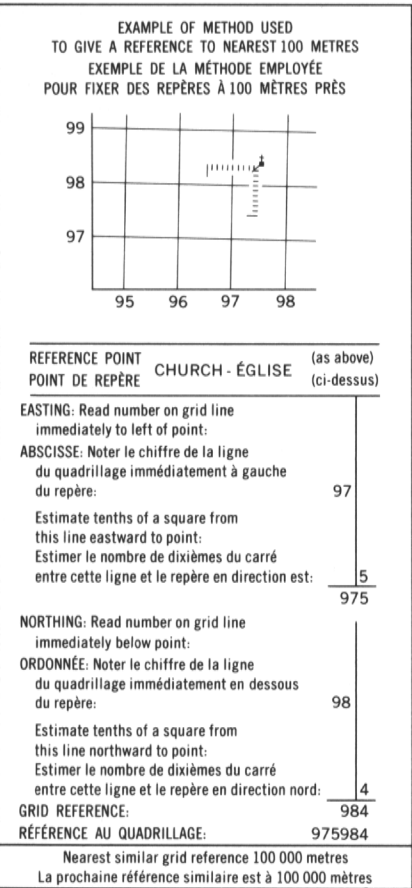 EXAMPLE OF METHOD USED
TO GIVE A REFERENCE TO NEAREST 100 METRES
EXEMPLE DE LA MÉTHODE EMPLOYÉE
POUR FIXER DES REPÈRES À 100 MÈTRES PRÈS
99
98
97
95 96 97 98
REFERENCE POINT
POINT DE REPÈRE
CHURCH - ÉGLISE
(as above)
(ci-dessus)
EASTING: Read number on grid line
immediately to left of point:
ABSCISSE: Noter le chiffre de la ligne
du quadrillage immédiatement à gauche
du repère: 97
Estimate tenths of a square from
this line eastward to point:
Estimer le nombre de dixièmes du carré
entre cette ligne et le repère en direction est: 5
975
NORTHING: Read number on grid line
immediately below point:
ORDONNÉE: Noter le chiffre de la ligne
du quadrillage immédiatement en dessous
du repère: 98
Estimate tenths of a square from
this line northward to point:
Estimer le nombre de dixièmes du carré
entre cette ligne et le repère en direction nord: 4
GRID REFERENCE: 984
RÉFÉRENCE AU QUADRILLAGE: 975984
Nearest similar grid reference 100 000 metres
La prochaine référence similaire est à 100 000 mètres